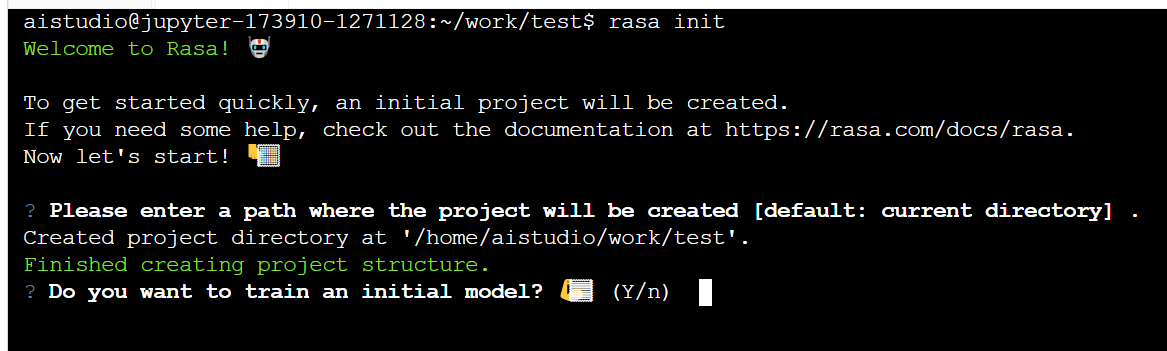 aistudio@jupyter-173910-1271128:~/work/test$ rasa init
Welcome to Rasa! 🤖
To get started quickly, an initial project will be created.
If you need some help, check out the documentation at https://rasa.com/docs/rasa.
Now let's start!
? Please enter a path where the project will be created [default: current directory] .
Created project directory at '/home/aistudio/work/test'.
Finished creating project structure.
? Do you want to train an initial model? (Y/n)